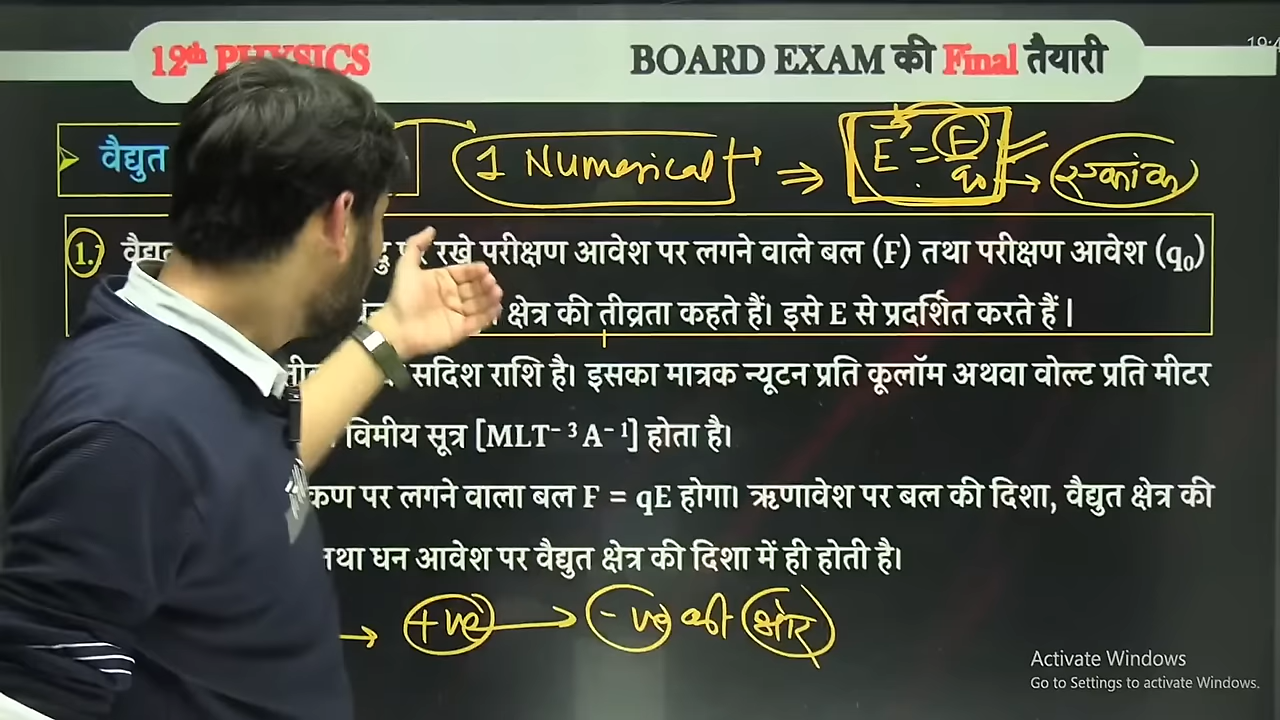 12th PHYSICS BOARD EXAM की Final तैयारी
19:4
वैद्युत
1 Numerical ⇒ E = F/q₀ → एकांक
1. रखे परीक्षण आवेश पर लगने वाले बल (F) तथा परीक्षण आवेश (q₀)
क्षेत्र की तीव्रता कहते हैं। इसे E से प्रदर्शित करते हैं |
सदिश राशि है। इसका मात्रक न्यूटन प्रति कूलॉम अथवा वोल्ट प्रति मीटर
विमीय सूत्र [MLT⁻³A⁻¹] होता है।
कण पर लगने वाला बल F = qE होगा। ऋणावेश पर बल की दिशा, वैद्युत क्षेत्र की
तथा धन आवेश पर वैद्युत क्षेत्र की दिशा में ही होती है।
→ +ve → -ve की ओर
Activate Windows
Go to Settings to activate Windows.